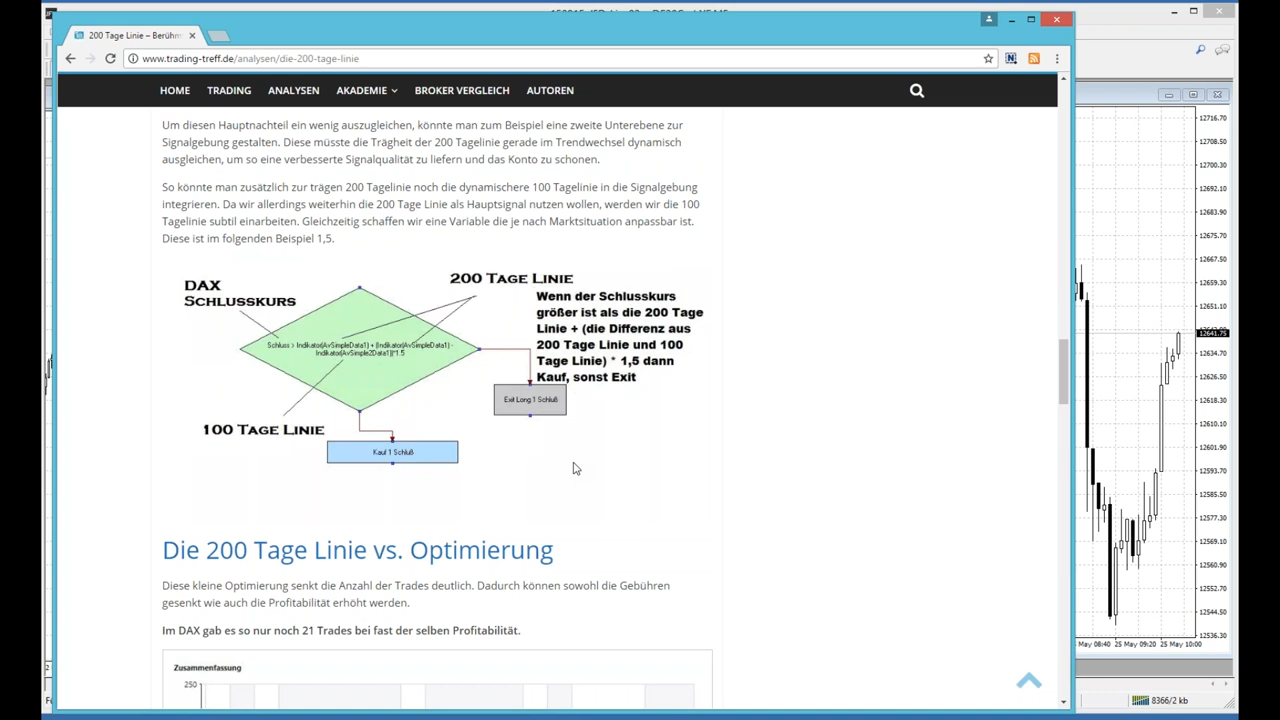 200 Tage Linie – Berühm
www.trading-treff.de/analysen/die-200-tage-linie
HOME TRADING ANALYSEN AKADEMIE BROKER VERGLEICH AUTOREN
Um diesen Hauptnachteil ein wenig auszugleichen, könnte man zum Beispiel eine zweite Unterebene zur
Signalgebung gestalten. Diese müsste die Trägheit der 200 Tagelinie gerade im Trendwechsel dynamisch
ausgleichen, um so eine verbesserte Signalqualität zu liefern und das Konto zu schonen.
So könnte man zusätzlich zur trägen 200 Tagelinie noch die dynamischere 100 Tagelinie in die Signalgebung
integrieren. Da wir allerdings weiterhin die 200 Tage Linie als Hauptsignal nutzen wollen, werden wir die 100
Tagelinie subtil einarbeiten. Gleichzeitig schaffen wir eine Variable die je nach Marktsituation anpassbar ist.
Diese ist im folgenden Beispiel 1,5.
DAX
SCHLUSSKURS
200 TAGE LINIE
Wenn der Schlusskurs
größer ist als die 200 Tage
Linie + (die Differenz aus
200 Tage Linie und 100
Tage Linie) * 1,5 dann
Kauf, sonst Exit
Schluss > Indikator(AvSimpleData1) + (Indikator(AvSimpleData1) -
Indikator(AvSimple2Data1))*1.5
Exit Long 1 Schluß
100 TAGE LINIE
Kauf 1 Schluß
Die 200 Tage Linie vs. Optimierung
Diese kleine Optimierung senkt die Anzahl der Trades deutlich. Dadurch können sowohl die Gebühren
gesenkt wie auch die Profitabilität erhöht werden.
Im DAX gab es so nur noch 21 Trades bei fast der selben Profitabilität.
Zusammenfassung
250
12716.70
12708.50
12700.30
12692.10
12683.90
12675.70
12667.50
12659.30
12651.10
12641.75
12634.70
12626.50
12618.30
12610.10
12601.90
12593.70
12585.50
12577.30
12569.10
12560.90
12552.70
12544.50
12536.30
May 08:40 25 May 09:20 25 May 10:00
8366/2 kb